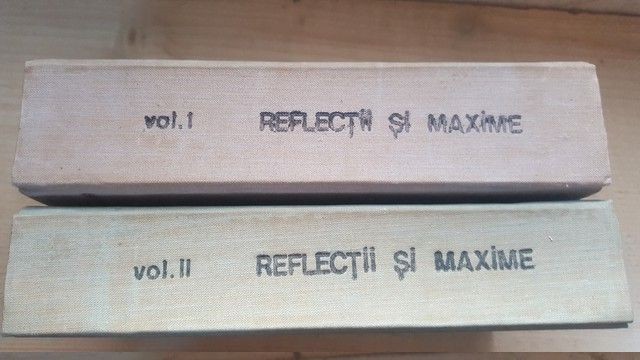 vol. I REFLECȚII ȘI MAXIME
vol. II REFLECȚII ȘI MAXIME